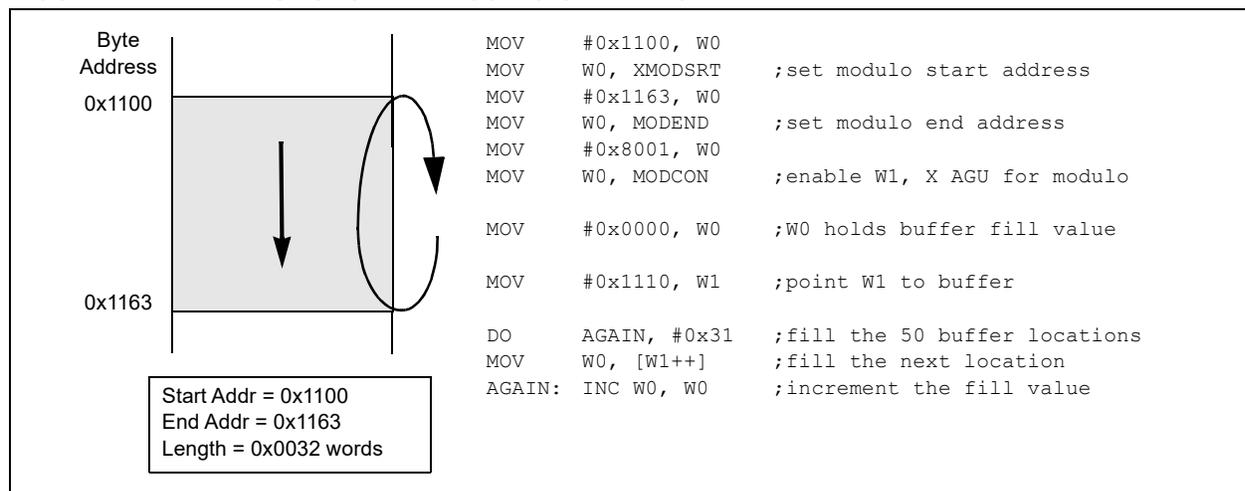 Byte
Address
0x1100
0x1163
Start Addr = 0x1100
End Addr = 0x1163
Length = 0x0032 words
MOV #0x1100, W0
MOV W0, XMODSRT ;set modulo start address
MOV #0x1163, W0
MOV W0, MODEND ;set modulo end address
MOV #0x8001, W0
MOV W0, MODCON ;enable W1, X AGU for modulo
MOV #0x0000, W0 ;W0 holds buffer fill value
MOV #0x1110, W1 ;point W1 to buffer
DO AGAIN, #0x31 ;fill the 50 buffer locations
MOV W0, [W1++] ;fill the next location
AGAIN: INC W0, W0 ;increment the fill value